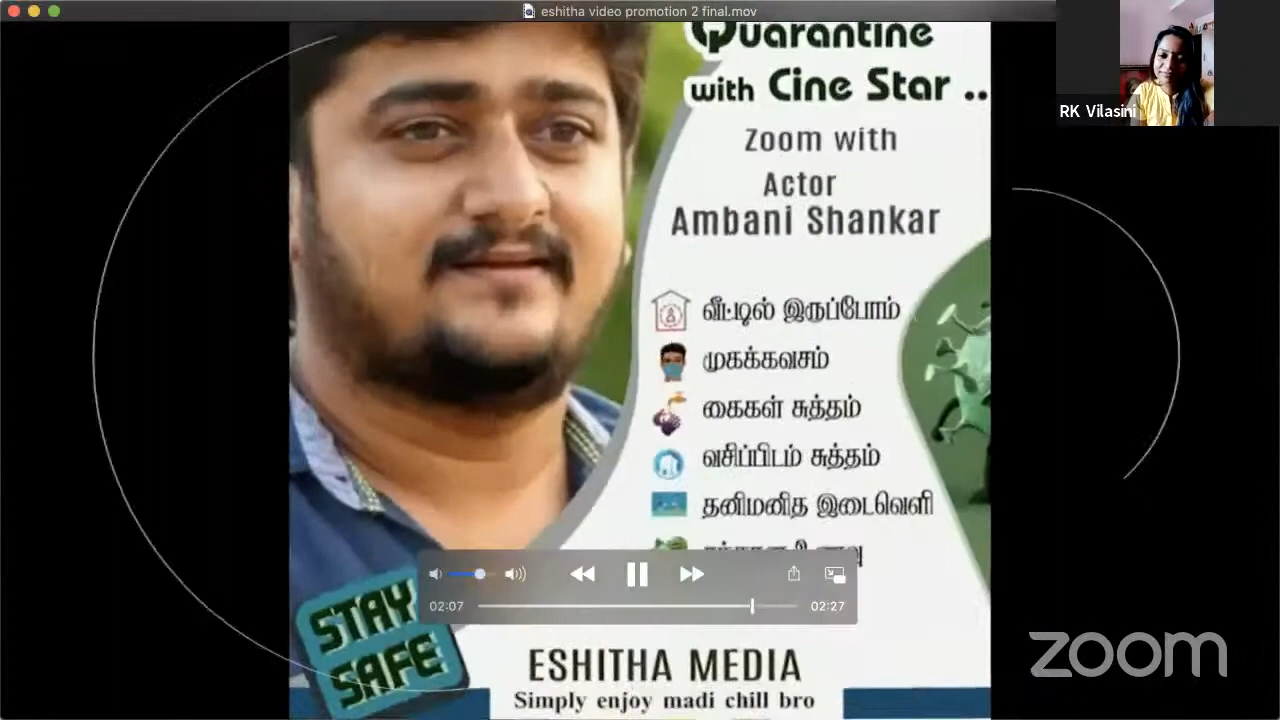 eshitha video promotion 2 final.mov
RK Vilasini
Quarantine
with Cine Star ..
Zoom with
Actor
Ambani Shankar
வீட்டில் இருப்போம்
முகக்கவசம்
கைகள் சுத்தம்
வசிப்பிடம் சுத்தம்
தனிமனித இடைவெளி
02:07
02:27
STAY
SAFE
ESHITHA MEDIA
Simply enjoy madi chill bro
zoom